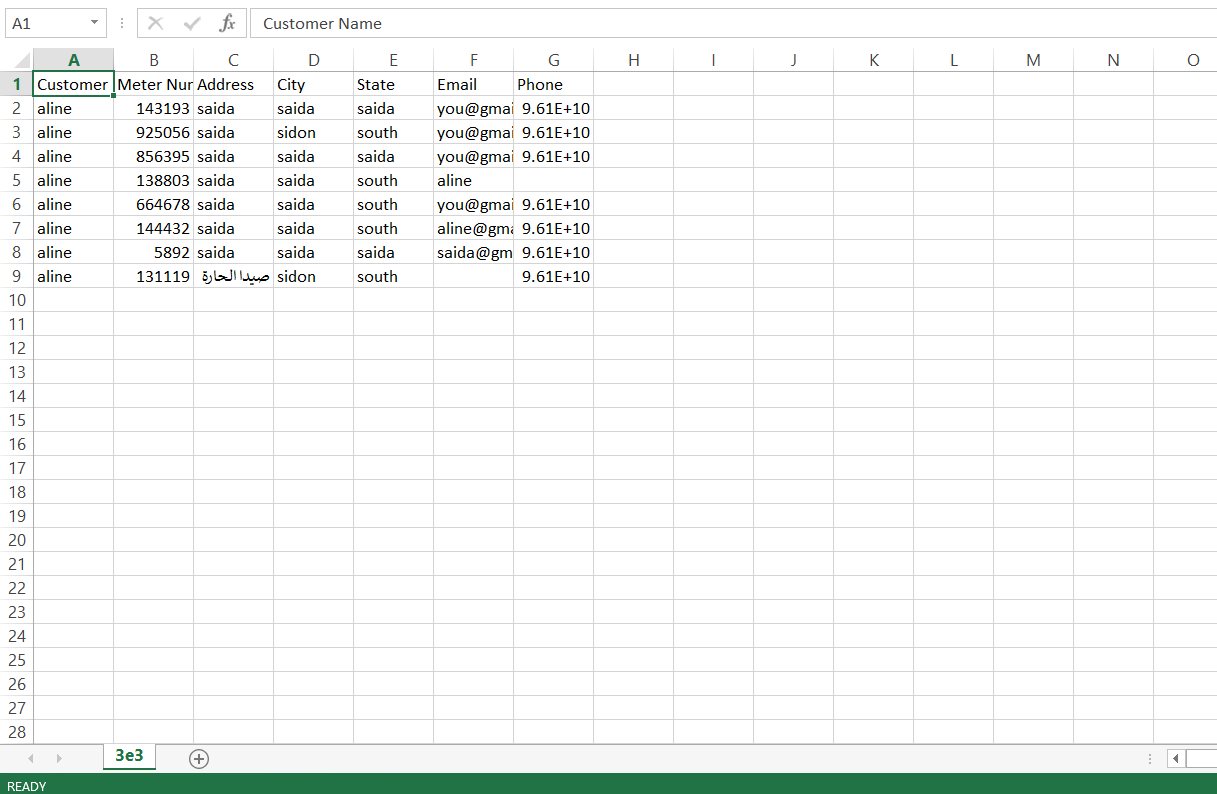 A1 fx Customer Name
A B C D E F G H I J K L M N O
1 Customer Meter Nur Address City State Email Phone
2 aline 143193 saida saida saida you@gmai 9.61E+10
3 aline 925056 saida sidon south you@gmai 9.61E+10
4 aline 856395 saida saida saida you@gmai 9.61E+10
5 aline 138803 saida saida south aline
6 aline 664678 saida saida south you@gmai 9.61E+10
7 aline 144432 saida saida south aline@gma 9.61E+10
8 aline 5892 saida saida saida saida@gm 9.61E+10
9 aline 131119 صيدا الحارة sidon south 9.61E+10
10
11
12
13
14
15
16
17
18
19
20
21
22
23
24
25
26
27
28
3e3
READY